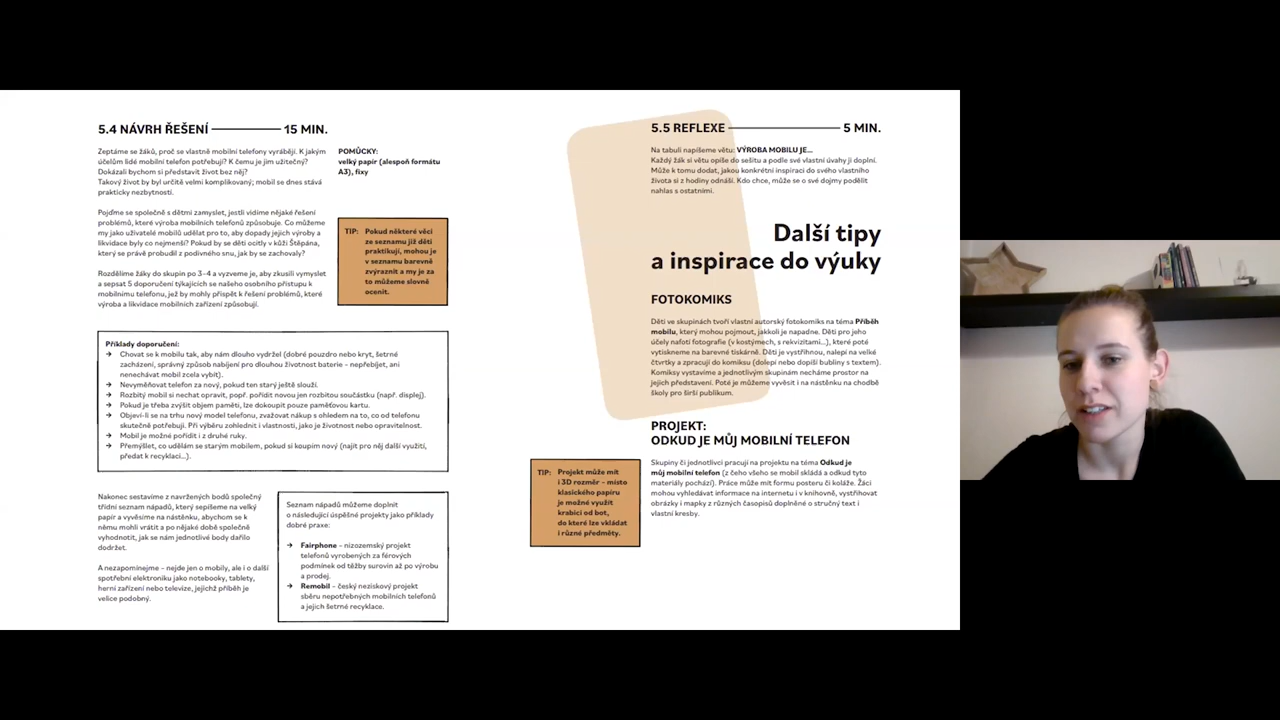 5.4 NÁVRH ŘEŠENÍ 15 MIN.
Zeptáme se žáků, proč se vlastně mobilní telefony vyrábějí. K jakým
účelům lidé mobilní telefon potřebují? K čemu je jim užitečný?
Dokázali bychom si představit život bez něj?
Takový život by byl určitě velmi komplikovaný; mobil se dnes stává
prakticky nezbytností.
Pojďme se společně s dětmi zamyslet, jestli vidíme nějaké řešení
problémů, které výroba mobilních telefonů způsobuje. Co můžeme
my jako uživatelé mobilů udělat pro to, aby dopady jejich výroby a
likvidace byly co nejmenší? Pokud by se děti ocitly v kůži Štěpána,
který se právě probudil z podivného snu, jak by se zachovaly?
Rozdělíme žáky do skupin po 3–4 a vyzveme je, aby zkusili vymyslet
a sepsat 5 doporučení týkajících se našeho osobního přístupu k
mobilnímu telefonu, jež by mohly přispět k řešení problémů, které
výroba a likvidace mobilních zařízení způsobují.
POMŮCKY:
velký papír (alespoň formátu
A3), fixy
TIP: Pokud některé věci
ze seznamu již děti
praktikují, mohou je
v seznamu barevně
zvýraznit a my je za
to můžeme slovně
ocenit.
Příklady doporučení:
→ Chovat se k mobilu tak, aby nám dlouho vydržel (dobré pouzdro nebo kryt, šetrné
zacházení, správný způsob nabíjení pro dlouhou životnost baterie – nepřebíjet, ani
nenechávat mobil zcela vybít).
→ Nevyměňovat telefon za nový, pokud ten starý ještě slouží.
→ Rozbitý mobil si nechat opravit, popř. pořídit novou jen rozbitou součástku (např. displej).
→ Pokud je třeba zvýšit objem paměti, lze dokoupit pouze paměťovou kartu.
→ Objeví-li se na trhu nový model telefonu, zvažovat nákup s ohledem na to, co od telefonu
skutečně potřebuji. Při výběru zohlednit i vlastnosti, jako je životnost nebo opravitelnost.
→ Mobil je možné pořídit i z druhé ruky.
→ Přemýšlet, co udělám se starým mobilem, pokud si koupím nový (najít pro něj další využití,
předat k recyklaci...).
Nakonec sestavíme z navržených bodů společný
třídní seznam nápadů, který sepíšeme na velký
papír a vyvěsíme na nástěnku, abychom se k
němu mohli vrátit a po nějaké době společně
vyhodnotit, jak se nám jednotlivé body dařilo
dodržet.
A nezapomínejme – nejde jen o mobily, ale i o další
spotřební elektroniku jako notebooky, tablety,
herní zařízení nebo televize, jejichž příběh je
velice podobný.
Seznam nápadů můžeme doplnit
o následující úspěšné projekty jako příklady
dobré praxe:
→ Fairphone – nizozemský projekt
telefonů vyrobených za férových
podmínek od těžby surovin až po výrobu
a prodej.
→ Remobil – český neziskový projekt
sběru nepotřebných mobilních telefonů
a jejich šetrné recyklace.
5.5 REFLEXE 5 MIN.
Na tabuli napíšeme větu: VÝROBA MOBILU JE...
Každý žák si větu opíše do sešitu a podle své vlastní úvahy ji doplní.
Může k tomu dodat, jakou konkrétní inspiraci do svého vlastního
života si z hodiny odnáší. Kdo chce, může se o své dojmy podělit
nahlas s ostatními.
Další tipy
a inspirace do výuky
FOTOKOMIKS
Děti ve skupinách tvoří vlastní autorský fotokomiks na téma Příběh
mobilu, který mohou pojmout, jakkoli je napadne. Děti pro jeho
účely nafotí fotografie (v kostýmech, s rekvizitami...), které poté
vytiskneme na barevné tiskárně. Děti je vystřihnou, nalepí na velké
čtvrtky a zpracují do komiksu (dolepí nebo dopíší bubliny s textem).
Komiksy vystavíme a jednotlivým skupinám necháme prostor na
jejich představení. Poté je můžeme vyvěsit i na nástěnku na chodbě
školy pro širší publikum.
PROJEKT:
ODKUD JE MŮJ MOBILNÍ TELEFON
Skupiny či jednotlivci pracují na projektu na téma Odkud je
můj mobilní telefon (z čeho všeho se mobil skládá a odkud tyto
materiály pochází). Práce může mít formu posteru či koláže. Žáci
mohou vyhledávat informace na internetu i v knihovně, vystřihovat
obrázky i mapky z různých časopisů doplněné o stručný text i
vlastní kresby.
TIP: Projekt může mít
i 3D rozměr – místo
klasického papíru
je možné využít
krabici od bot,
do které lze vkládat
i různé předměty.